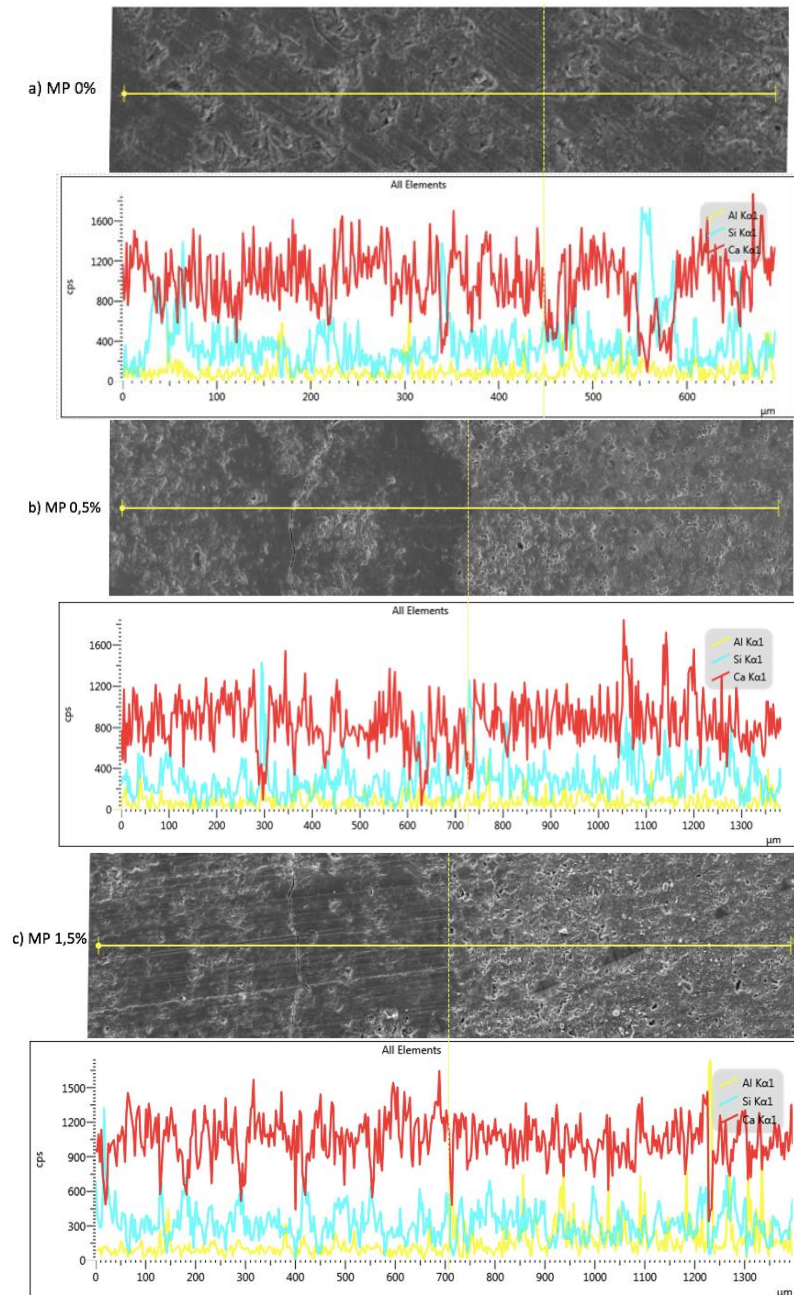 a) MP 0%
All Elements
Al Kα1
Si Kα1
Ca Kα1
cps
1600
1200
800
400
0
0 100 200 300 400 500 600
µm
b) MP 0,5%
All Elements
Al Kα1
Si Kα1
Ca Kα1
cps
1600
1200
800
400
0
0 100 200 300 400 500 600 700 800 900 1000 1100 1200 1300
µm
c) MP 1,5%
All Elements
Al Kα1
Si Kα1
Ca Kα1
cps
1500
1200
900
600
300
0
0 100 200 300 400 500 600 700 800 900 1000 1100 1200 1300
µm